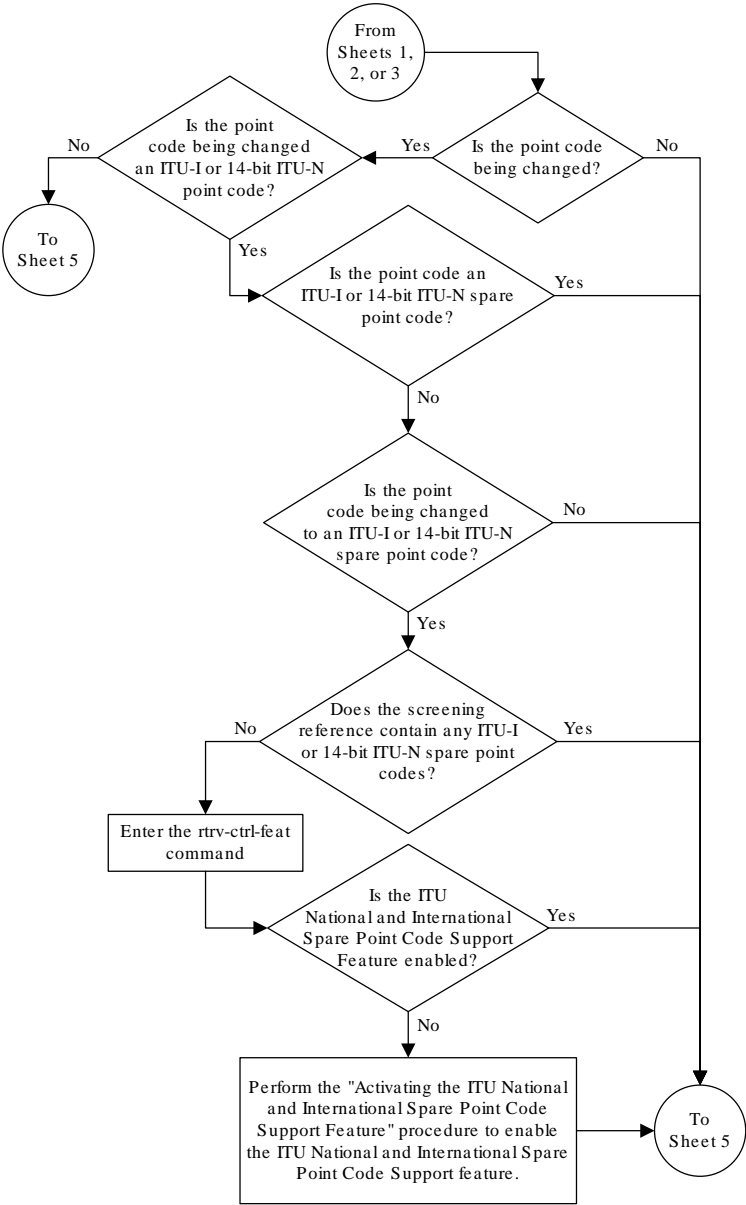 From
Sheets 1,
2, or 3
Is the point code
being changed?
Yes
No
Is the point
code being changed
an ITU-I or 14-bit ITU-N
point code?
No
To
Sheet 5
Yes
Is the point code an
ITU-I or 14-bit ITU-N spare
point code?
Yes
No
Is the point
code being changed
to an ITU-I or 14-bit ITU-N
spare point code?
No
Yes
Does the screening
reference contain any ITU-I
or 14-bit ITU-N spare point
codes?
No
Yes
Enter the rtrv-ctrl-feat
command
Is the ITU
National and International
Spare Point Code Support
Feature enabled?
Yes
No
Perform the "Activating the ITU National
and International Spare Point Code
Support Feature" procedure to enable
the ITU National and International Spare
Point Code Support feature.
To
Sheet 5